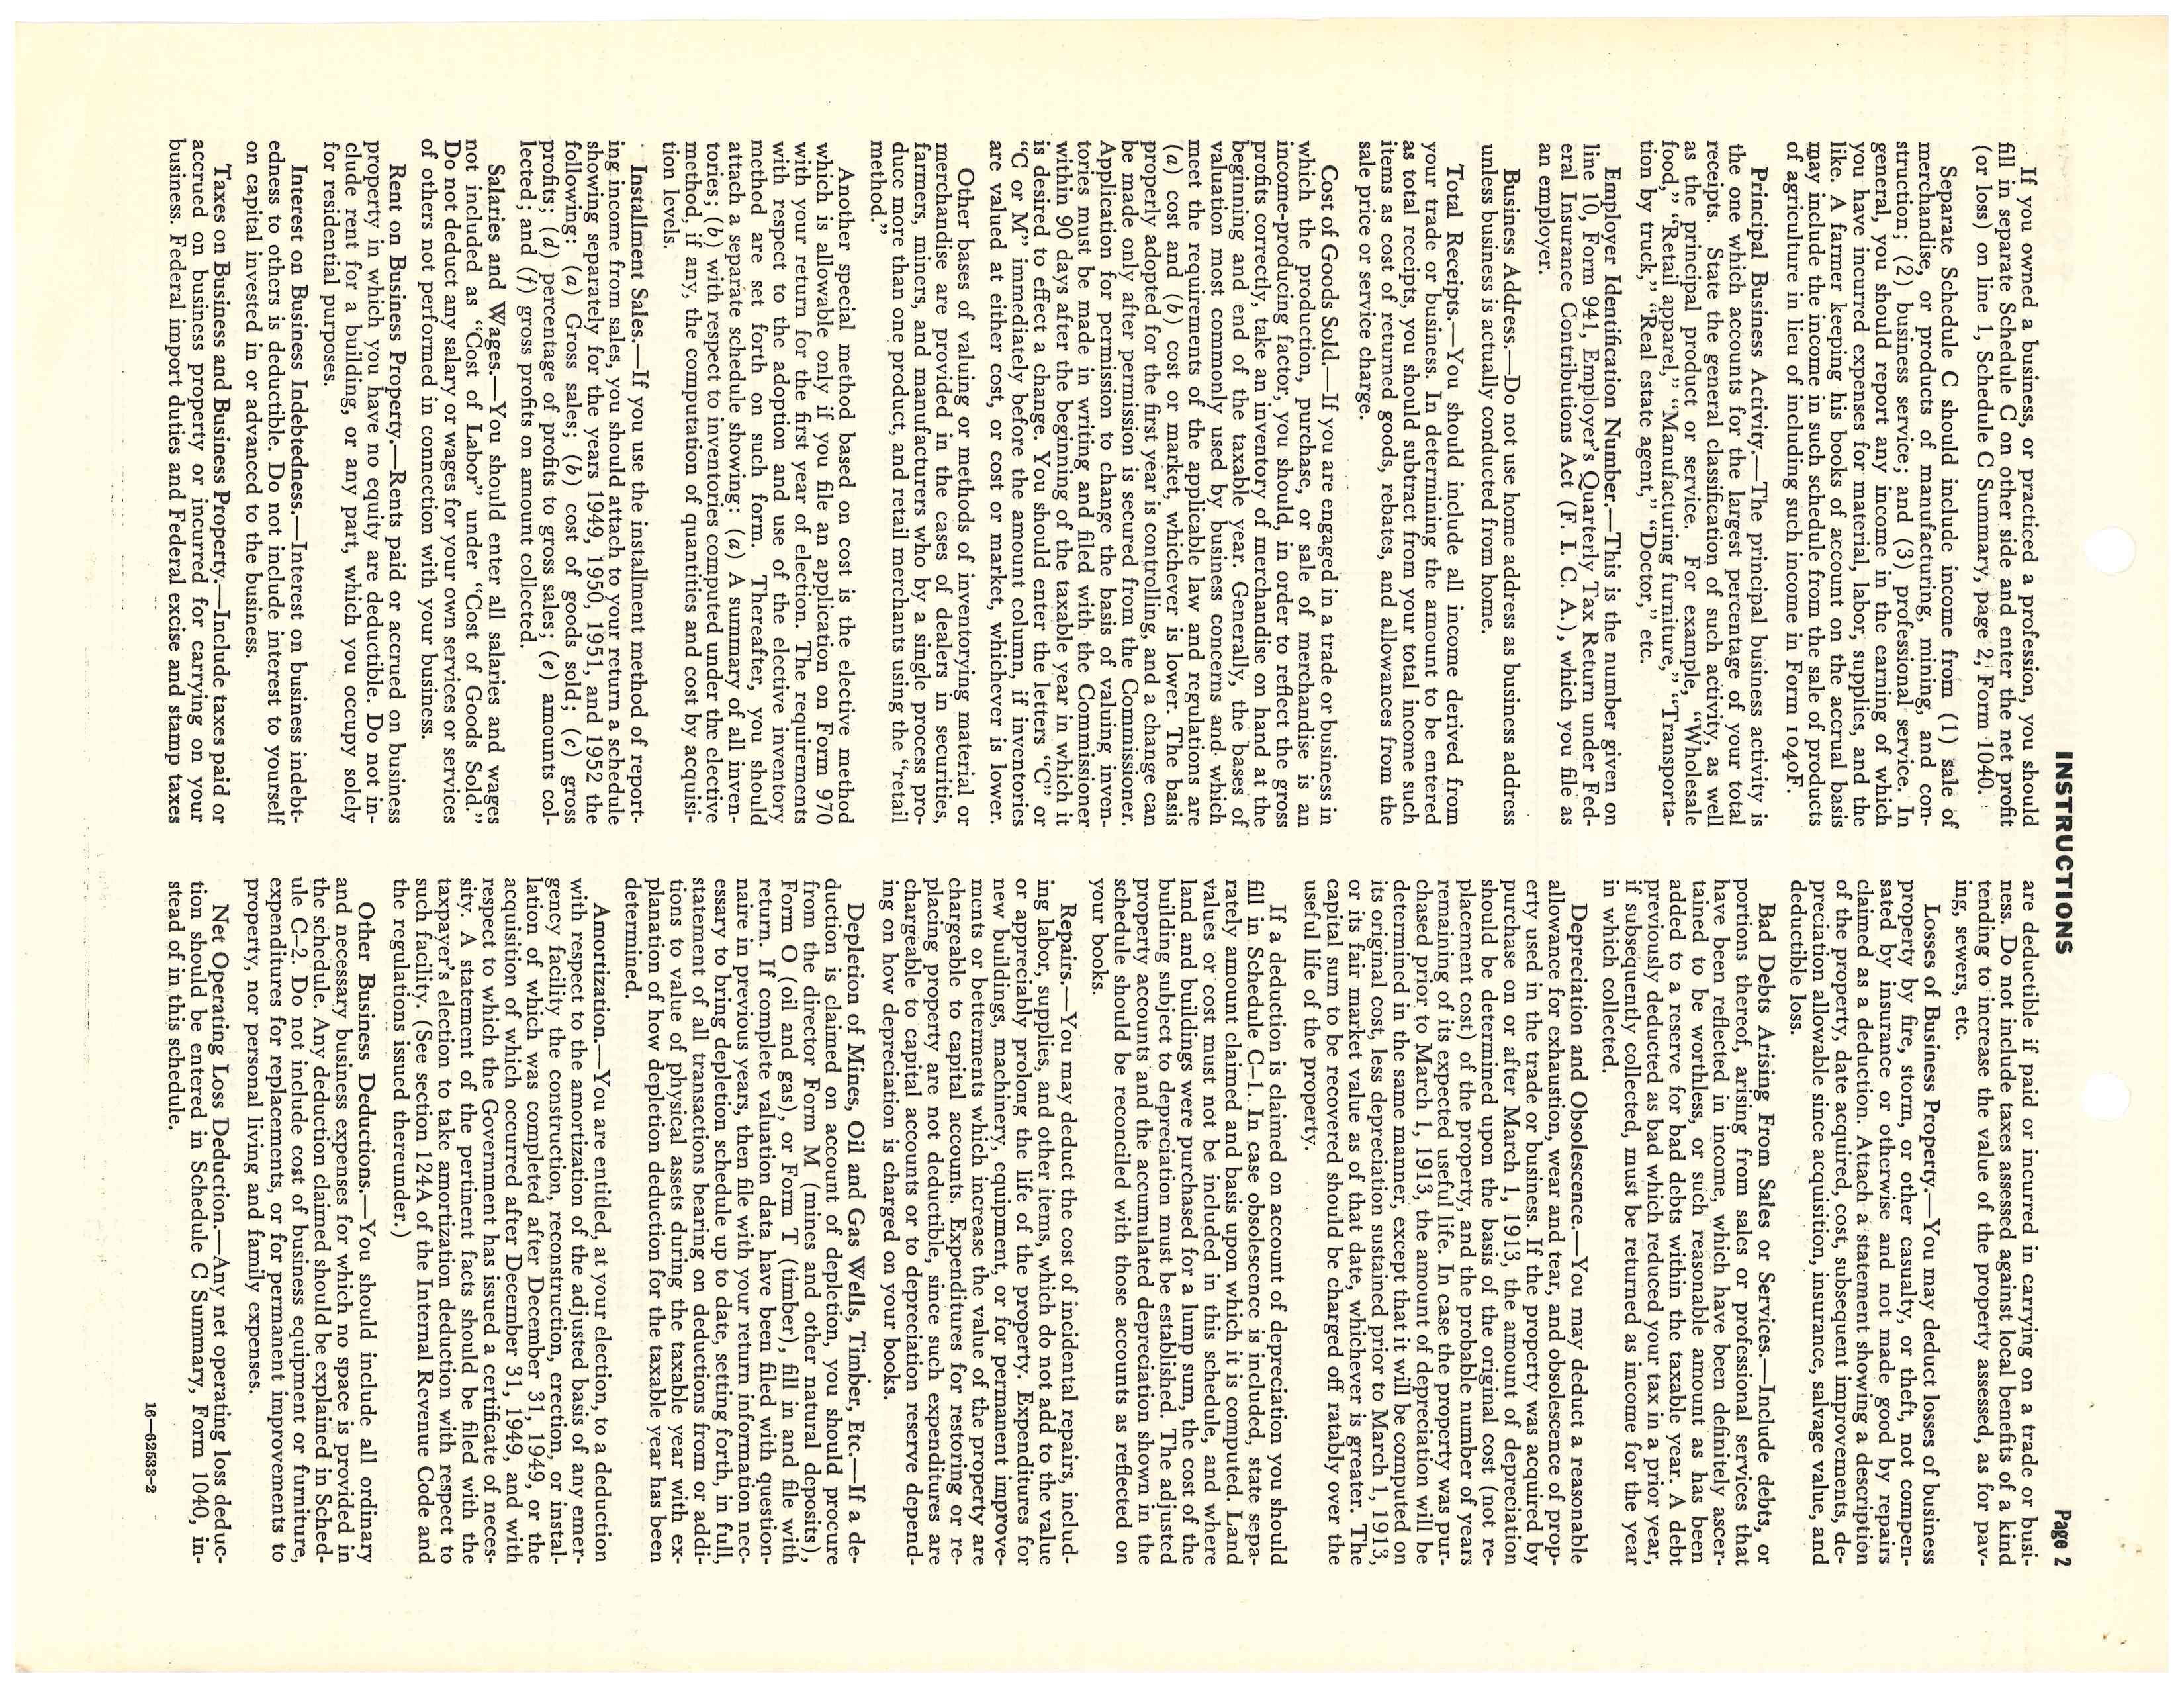 INSTRUCTIONS
Page 2
If you owned a business, or practiced a profession, you should
fill in separate Schedule C on other side and enter the net profit
(or loss) on line 1, Schedule C Summary, page 2, Form 1040.
Separate Schedule C should include income from (1) sale of
merchandise, or products of manufacturing, mining, and con-
struction; (2) business service; and (3) professional service. In
general, you should report any income in the earning of which
you have incurred expenses for material, labor, supplies, and the
like. A farmer keeping his books of account on the accrual basis
may include the income in such schedule from the sale of products
of agriculture in lieu of including such income in Form 1040F.
Principal Business Activity.—The principal business activity is
the one which accounts for the largest percentage of your total
receipts. State the general classification of such activity, as well
as the principal product or service. For example, “Wholesale
food,” “Retail apparel,” “Manufacturing furniture,” “Transporta-
tion by truck,” “Real estate agent,” “Doctor,” etc.
Employer Identification Number.—This is the number given on
line 10, Form 941, Employer’s Quarterly Tax Return under Fed-
eral Insurance Contributions Act (F. I. C. A.), which you file as
an employer.
Business Address.—Do not use home address as business address
unless business is actually conducted from home.
Total Receipts.—You should include all income derived from
your trade or business. In determining the amount to be entered
as total receipts, you should subtract from your total income such
items as cost of returned goods, rebates, and allowances from the
sale price or service charge.
Cost of Goods Sold.—If you are engaged in a trade or business in
which the production, purchase, or sale of merchandise is an
income-producing factor, you should, in order to reflect the gross
profits correctly, take an inventory of merchandise on hand at the
beginning and end of the taxable year. Generally, the bases of
valuation most commonly used by business concerns and which
meet the requirements of the applicable law and regulations are
(a) cost and (b) cost or market, whichever is lower. The basis
properly adopted for the first year is controlling, and a change can
be made only after permission is secured from the Commissioner.
Application for permission to change the basis of valuing inven-
tories must be made in writing and filed with the Commissioner
within 90 days after the beginning of the taxable year in which it
is desired to effect a change. You should enter the letters “C” or
“C or M” immediately before the amount column, if inventories
are valued at either cost, or cost or market, whichever is lower.
Other bases of valuing or methods of inventorying material or
merchandise are provided in the cases of dealers in securities,
farmers, miners, and manufacturers who by a single process pro-
duce more than one product, and retail merchants using the “retail
method.”
Another special method based on cost is the elective method
which is allowable only if you file an application on Form 970
with your return for the first year of election. The requirements
with respect to the adoption and use of the elective inventory
method are set forth on such form. Thereafter, you should
attach a separate schedule showing: (a) A summary of all inven-
tories; (b) with respect to inventories computed under the elective
method, if any, the computation of quantities and cost by acquisi-
tion levels.
Installment Sales.—If you use the installment method of report-
ing income from sales, you should attach to your return a schedule
showing separately for the years 1949, 1950, 1951, and 1952 the
following: (a) Gross sales; (b) cost of goods sold; (c) gross
profits; (d) percentage of profits to gross sales; (e) amounts col-
lected; and (f) gross profits on amount collected.
Salaries and Wages.—You should enter all salaries and wages
not included as “Cost of Labor” under “Cost of Goods Sold.”
Do not deduct any salary or wages for your own services or services
of others not performed in connection with your business.
Rent on Business Property.—Rents paid or accrued on business
property in which you have no equity are deductible. Do not in-
clude rent for a building, or any part, which you occupy solely
for residential purposes.
Interest on Business Indebtedness.—Interest on business indebt-
edness to others is deductible. Do not include interest to yourself
on capital invested in or advanced to the business.
Taxes on Business and Business Property.—Include taxes paid or
accrued on business property or incurred for carrying on your
business. Federal import duties and Federal excise and stamp taxes
are deductible if paid or incurred in carrying on a trade or busi-
ness. Do not include taxes assessed against local benefits of a kind
tending to increase the value of the property assessed, as for pav-
ing, sewers, etc.
Losses of Business Property.—You may deduct losses of business
property by fire, storm, or other casualty, or theft, not compen-
sated by insurance or otherwise and not made good by repairs
claimed as a deduction. Attach a statement showing a description
of the property, date acquired, cost, subsequent improvements, de-
preciation allowable since acquisition, insurance, salvage value, and
deductible loss.
Bad Debts Arising From Sales or Services.—Include debts, or
portions thereof, arising from sales or professional services that
have been reflected in income, which have been definitely ascer-
tained to be worthless, or such reasonable amount as has been
added to a reserve for bad debts within the taxable year. A debt
previously deducted as bad which reduced your tax in a prior year,
if subsequently collected, must be returned as income for the year
in which collected.
Depreciation and Obsolescence.—You may deduct a reasonable
allowance for exhaustion, wear and tear, and obsolescence of prop-
erty used in the trade or business. If the property was acquired by
purchase on or after March 1, 1913, the amount of depreciation
should be determined upon the basis of the original cost (not re-
placement cost) of the property, and the probable number of years
remaining of its expected useful life. In case the property was pur-
chased prior to March 1, 1913, the amount of depreciation will be
determined in the same manner, except that it will be computed on
its original cost, less depreciation sustained prior to March 1, 1913,
or its fair market value as of that date, whichever is greater. The
capital sum to be recovered should be charged off ratably over the
useful life of the property.
If a deduction is claimed on account of depreciation you should
fill in Schedule C–1. In case obsolescence is included, state sepa-
rately amount claimed and basis upon which it is computed. Land
values or cost must not be included in this schedule, and where
land and buildings were purchased for a lump sum, the cost of the
building subject to depreciation must be established. The adjusted
property accounts and the accumulated depreciation shown in the
schedule should be reconciled with those accounts as reflected on
your books.
Repairs.—You may deduct the cost of incidental repairs, includ-
ing labor, supplies, and other items, which do not add to the value
or appreciably prolong the life of the property. Expenditures for
new buildings, machinery, equipment, or for permanent improve-
ments or betterments which increase the value of the property are
chargeable to capital accounts. Expenditures for restoring or re-
placing property are not deductible, since such expenditures are
chargeable to capital accounts or to depreciation reserve depend-
ing on how depreciation is charged on your books.
Depletion of Mines, Oil and Gas Wells, Timber, Etc.—If a de-
duction is claimed on account of depletion, you should procure
from the director Form M (mines and other natural deposits),
Form O (oil and gas), or Form T (timber), fill in and file with
return. If complete valuation data have been filed with question-
naire in previous years, then file with your return information nec-
essary to bring depletion schedule up to date, setting forth, in full,
statement of all transactions bearing on deductions from or addi-
tions to value of physical assets during the taxable year with ex-
planation of how depletion deduction for the taxable year has been
determined.
Amortization.—You are entitled, at your election, to a deduction
with respect to the amortization of the adjusted basis of any emer-
gency facility the construction, reconstruction, erection, or instal-
lation of which was completed after December 31, 1949, or the
acquisition of which occurred after December 31, 1949, and with
respect to which the Government has issued a certificate of neces-
sity. A statement of the pertinent facts should be filed with the
taxpayer’s election to take amortization deduction with respect to
such facility. (See section 124A of the Internal Revenue Code and
the regulations issued thereunder.)
Other Business Deductions.—You should include all ordinary
and necessary business expenses for which no space is provided in
the schedule. Any deduction claimed should be explained in Sched-
ule C–2. Do not include cost of business equipment or furniture,
expenditures for replacements, or for permanent improvements to
property, nor personal living and family expenses.
Net Operating Loss Deduction.—Any net operating loss deduc-
tion should be entered in Schedule C Summary, Form 1040, in-
stead of in this schedule.
16—62533-2